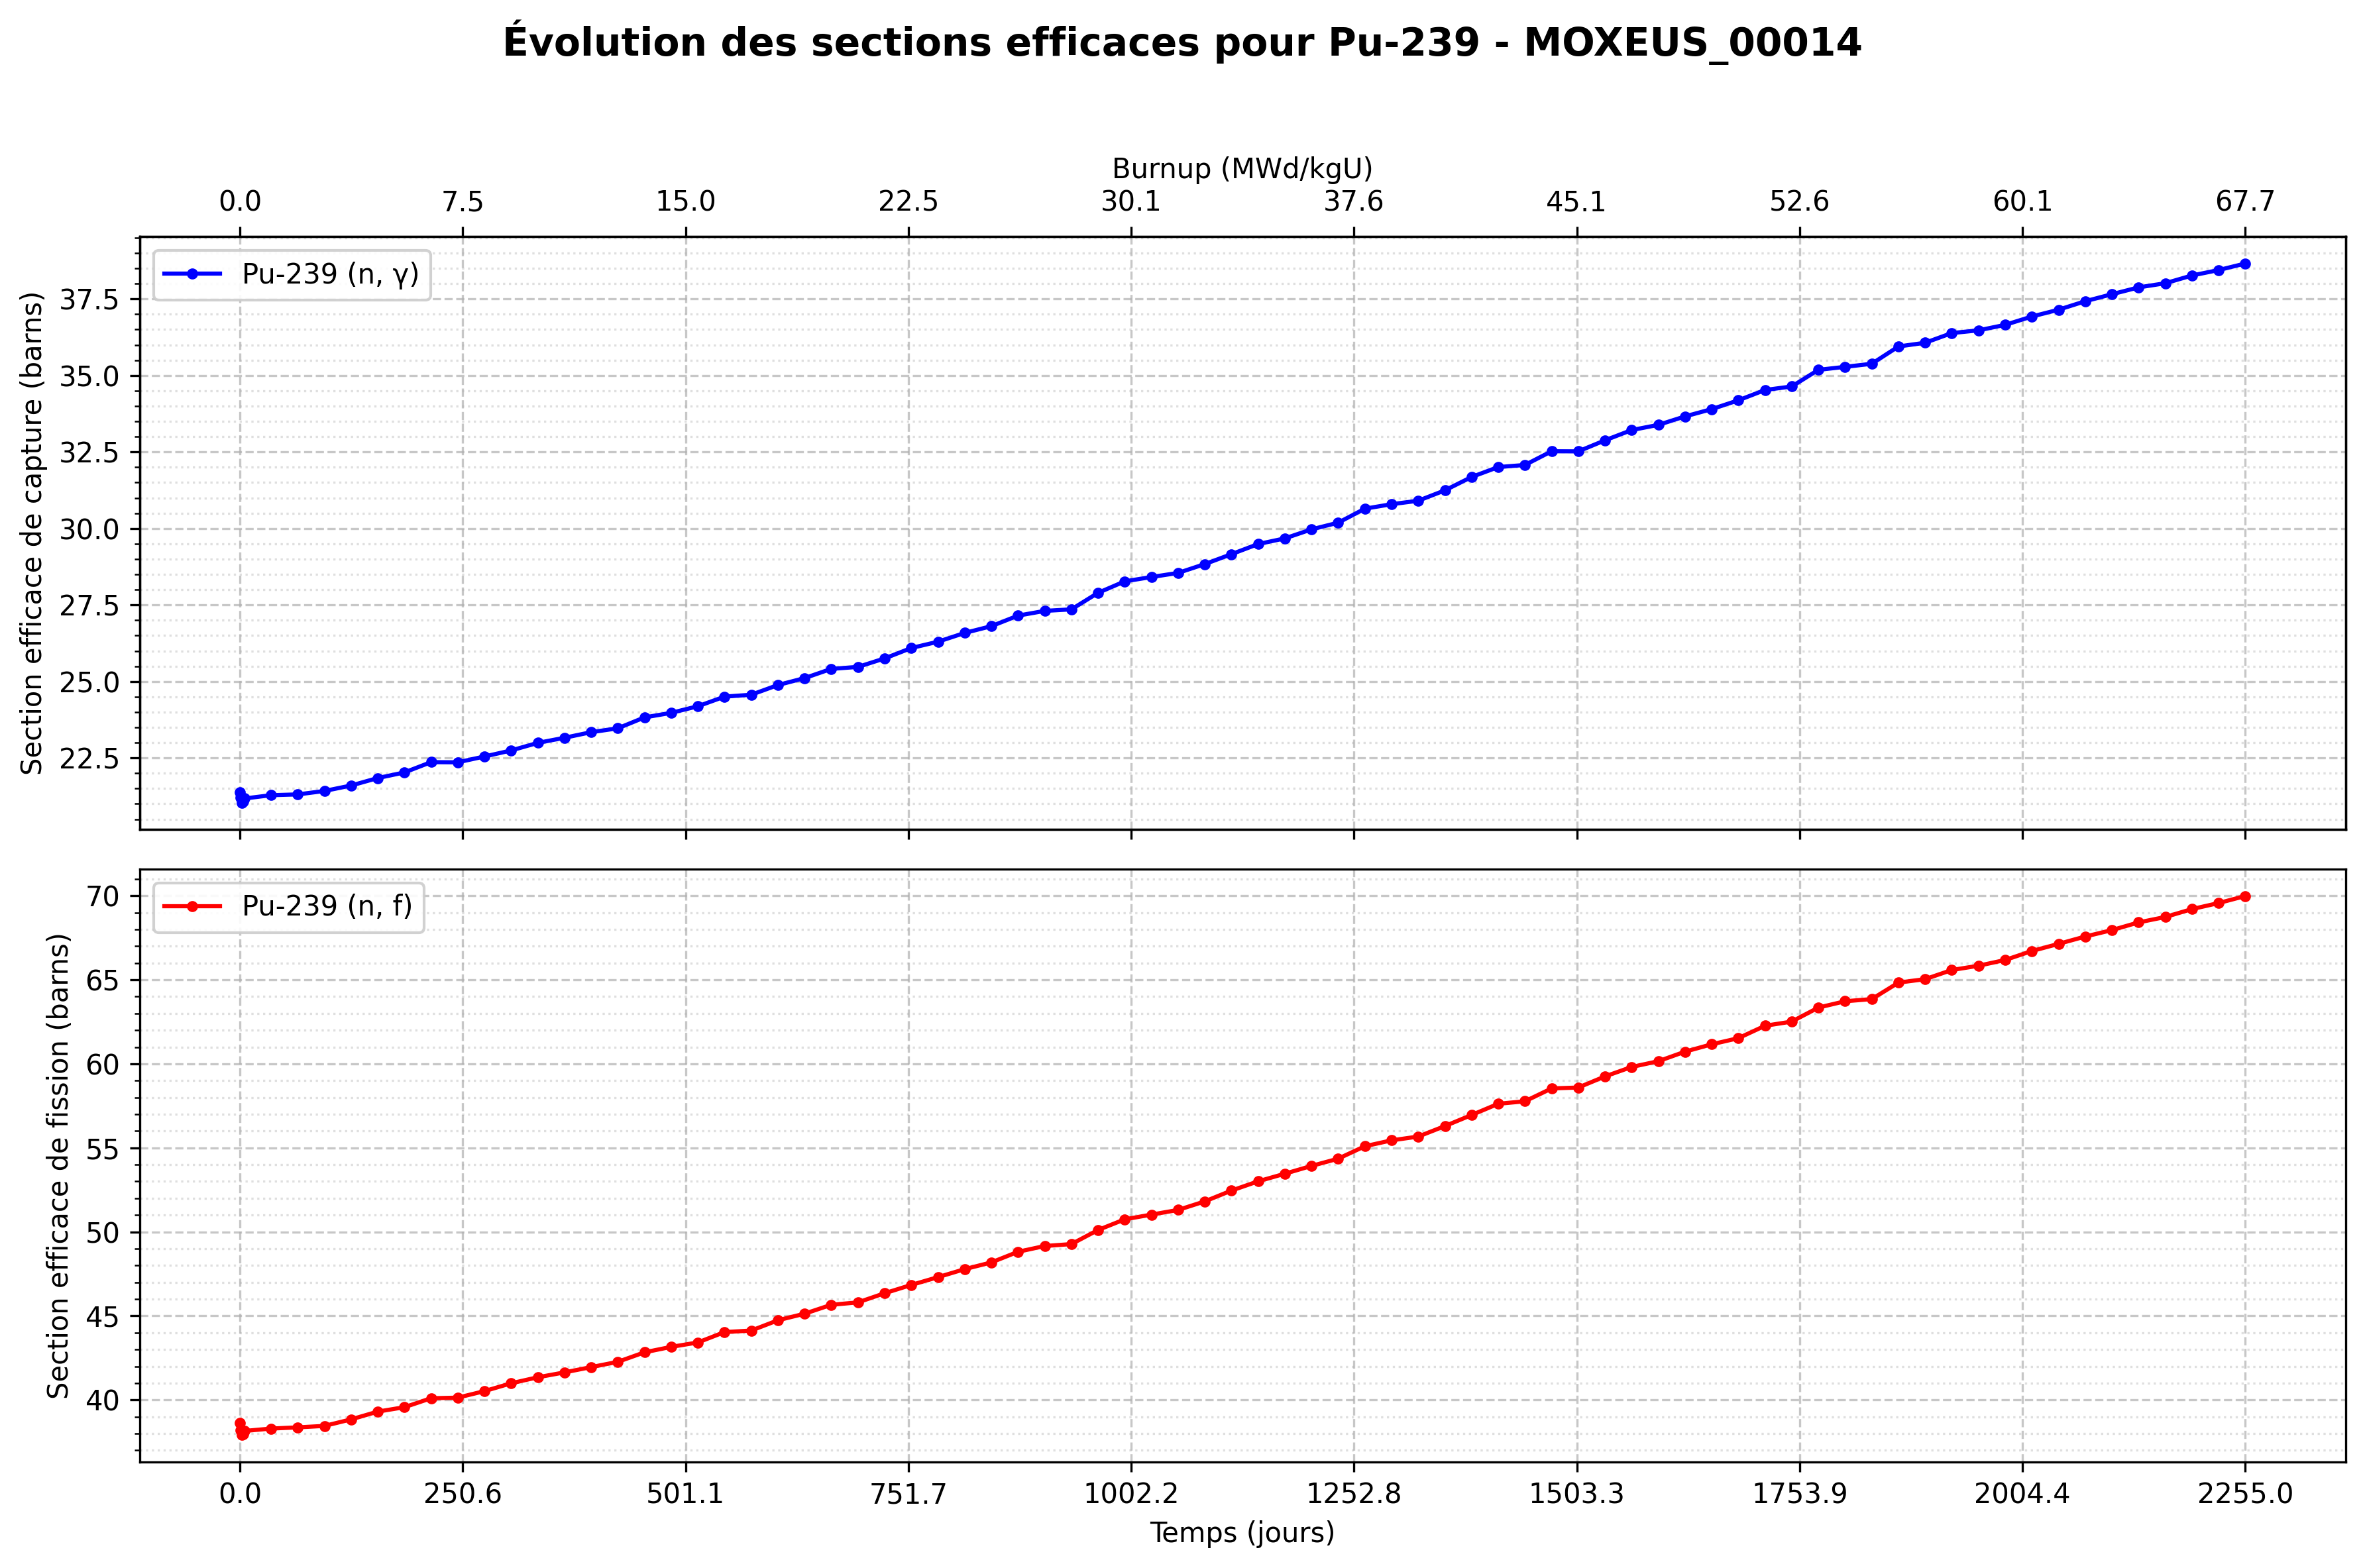 Évolution des sections efficaces pour Pu-239 - MOXEUS_00014
Burnup (MWd/kgU)
0.0 7.5 15.0 22.5 30.1 37.6 45.1 52.6 60.1 67.7
Pu-239 (n, γ)
Section efficace de capture (barns)
37.5
35.0
32.5
30.0
27.5
25.0
22.5
Pu-239 (n, f)
Section efficace de fission (barns)
70
65
60
55
50
45
40
0.0 250.6 501.1 751.7 1002.2 1252.8 1503.3 1753.9 2004.4 2255.0
Temps (jours)